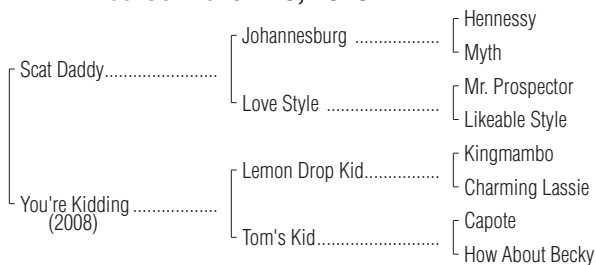 Hennessy
Johannesburg ...................
Myth
Scat Daddy.........................
Mr. Prospector
Love Style .........................
Likeable Style
Kingmambo
Lemon Drop Kid.................
Charming Lassie
You're Kidding ...................
(2008)
Capote
Tom's Kid...........................
How About Becky